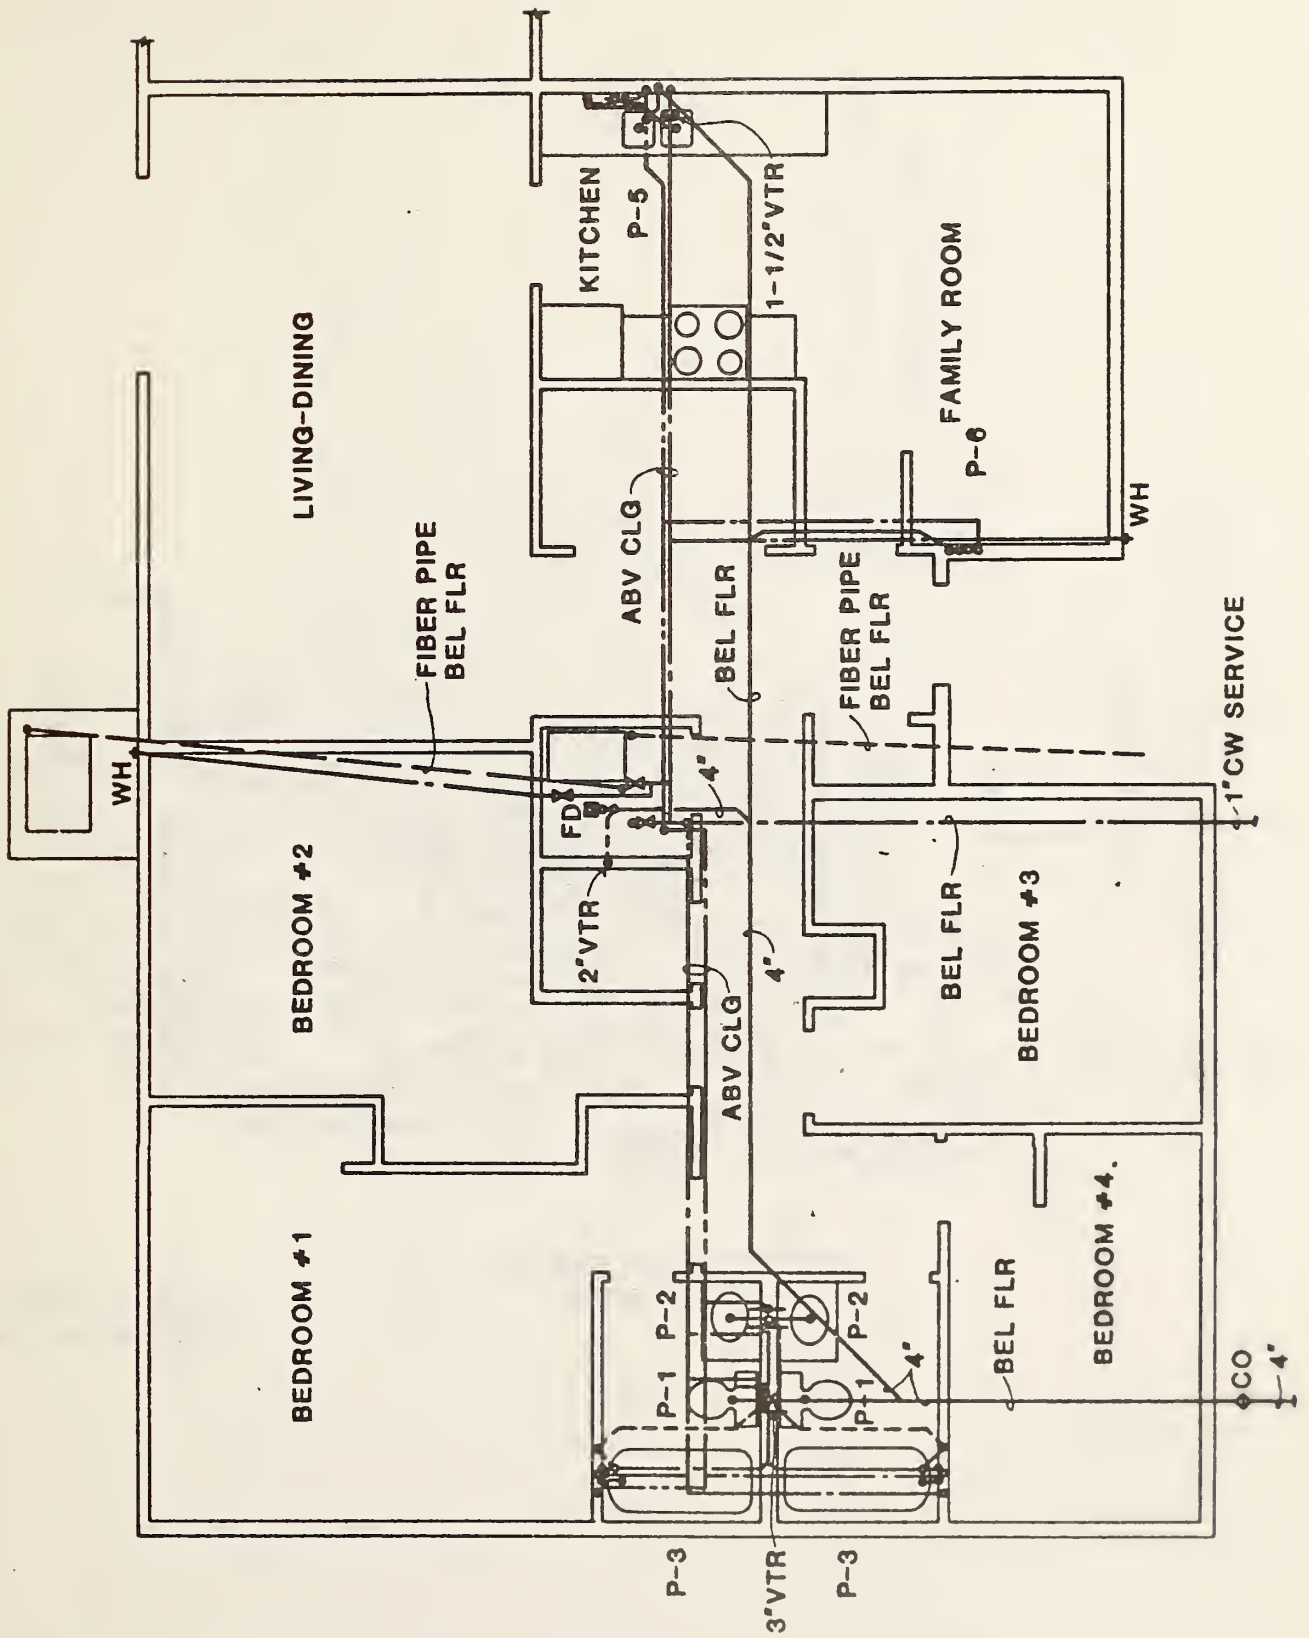 LIVING-DINING
KITCHEN
P-5
1-1/2"VTR
FAMILY ROOM
P-6
WH
ABV CLG
BEL FLR
FIBER PIPE
BEL FLR
FIBER PIPE
BEL FLR
1"CW SERVICE
WH
FD
4"
BEDROOM #2
2"VTR
ABV CLG
4"
BEL FLR
BEDROOM #3
BEDROOM #1
P-2
P-2
P-1
P-1
4"
BEL FLR
BEDROOM #4.
CO
4"
P-3
3"VTR
P-3